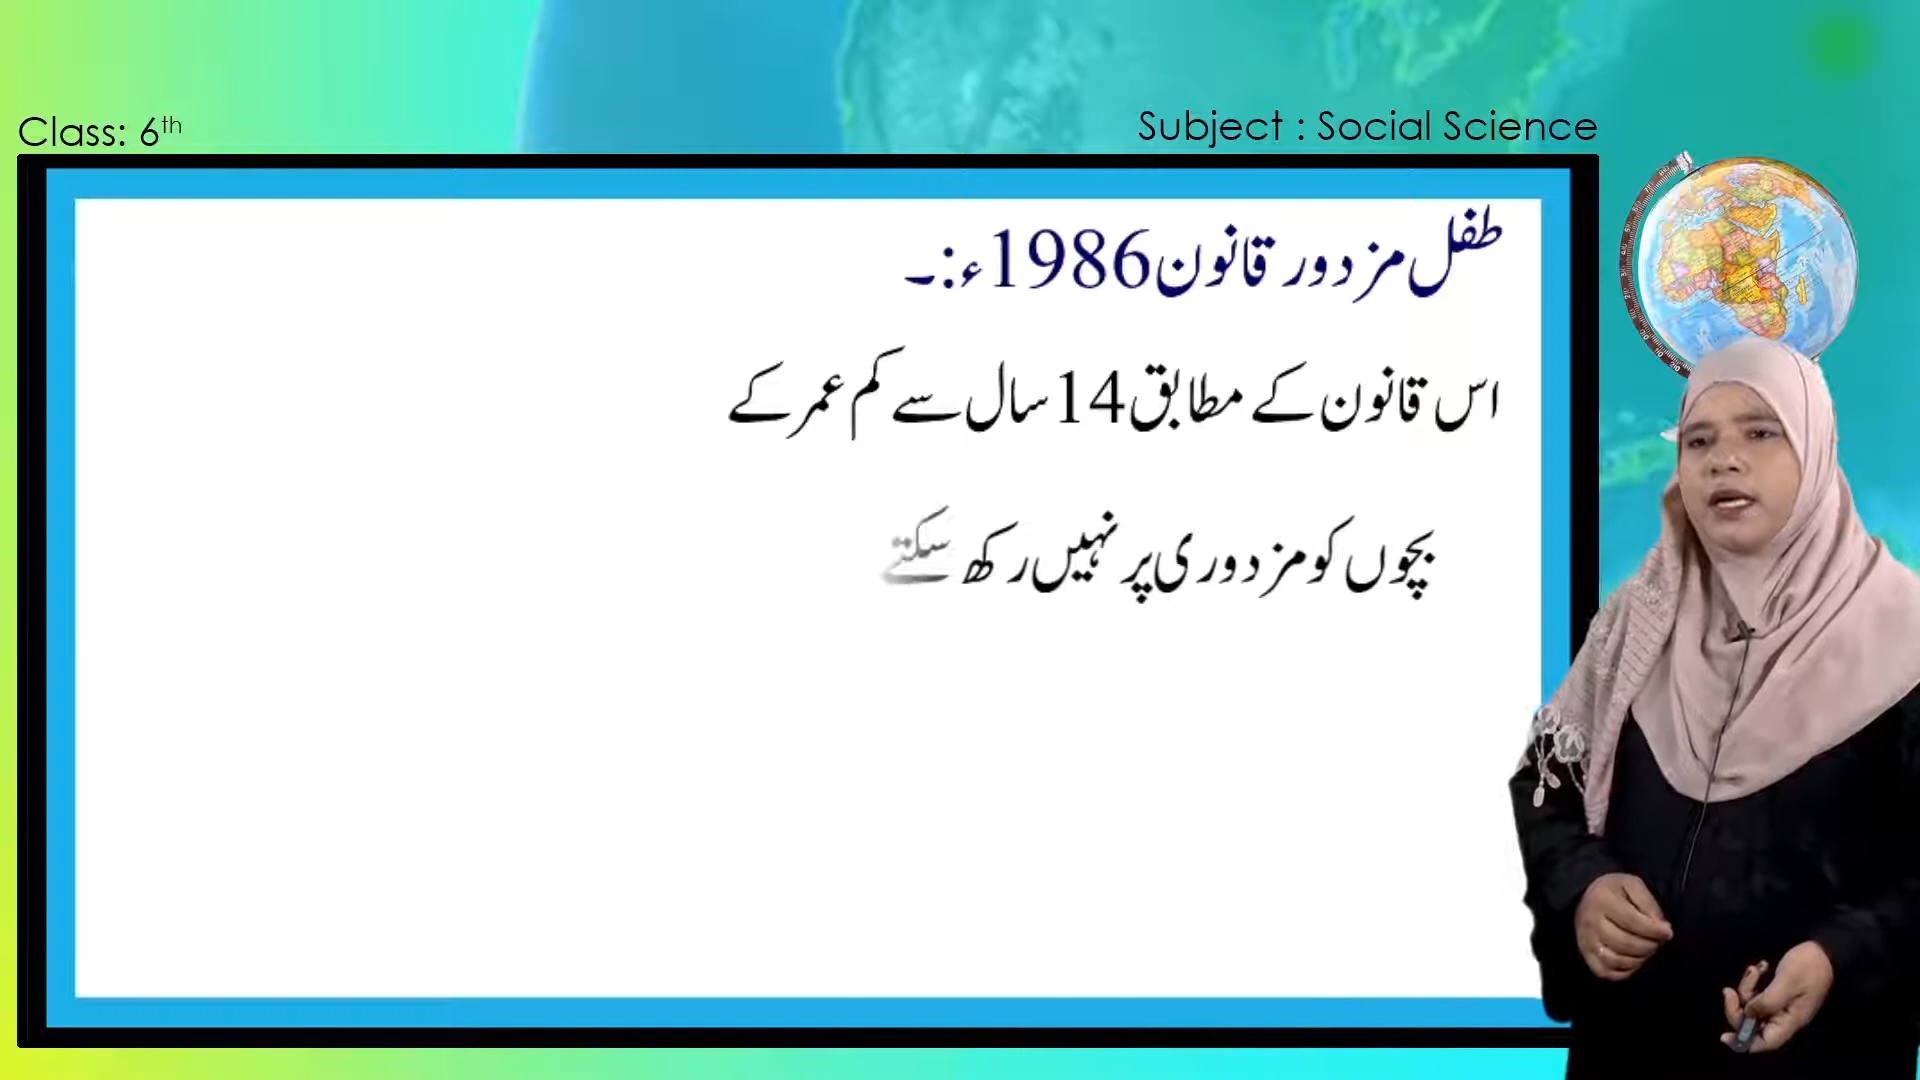 Class: 6th
Subject : Social Science
طفل مزدور قانون 1986ء:۔
اس قانون کے مطابق 14 سال سے کم عمر کے
بچوں کو مزدوری پر نہیں رکھ سکتے